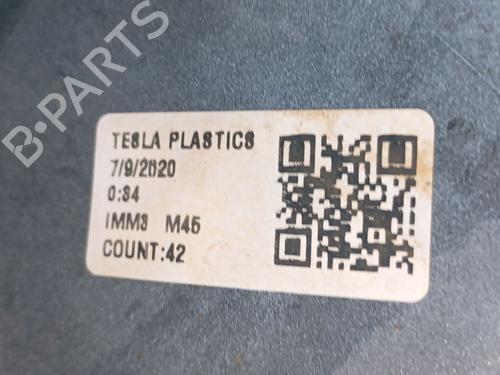 B-PARTS
TESLA PLASTICS
7/9/2020
0:34
IMM3 M45
COUNT:42